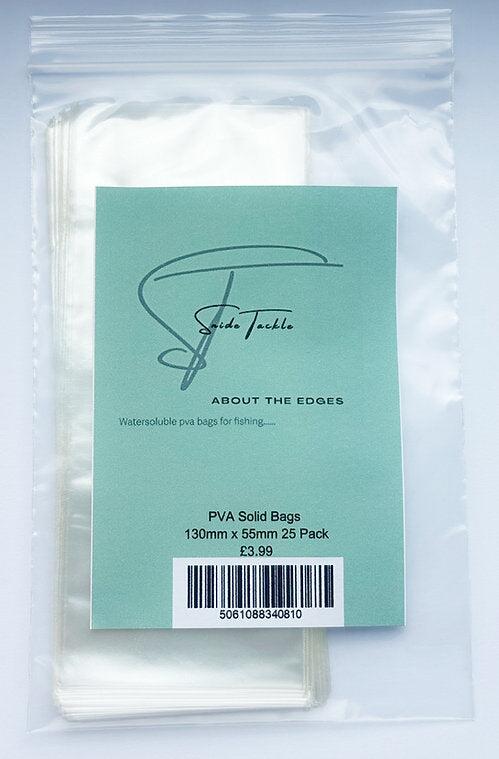 Snide Tackle
ABOUT THE EDGES
Watersoluble pva bags for fishing......
PVA Solid Bags
130mm x 55mm 25 Pack
£3.99
5061088340810